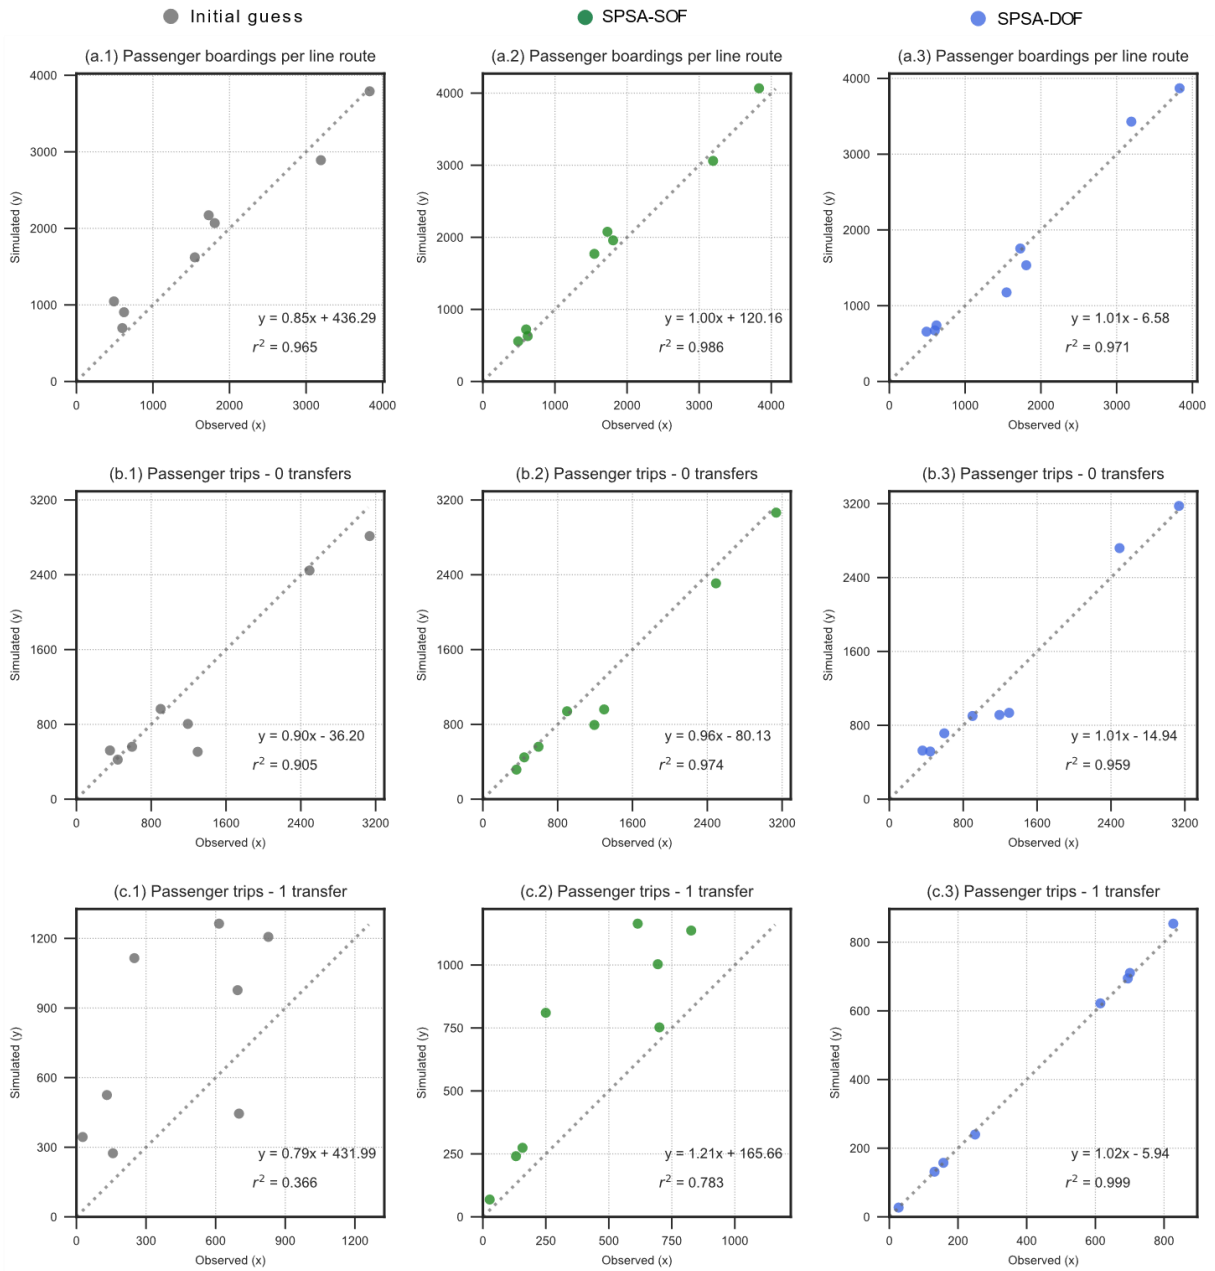 Initial guess
SPSA-SOF
SPSA-DOF
(a.1) Passenger boardings per line route
(a.2) Passenger boardings per line route
(a.3) Passenger boardings per line route
4000
3000
2000
1000
0
Simulated (y)
y = 0.85x + 436.29
r² = 0.965
0 1000 2000 3000 4000
Observed (x)
4000
3000
2000
1000
0
Simulated (y)
y = 1.00x + 120.16
r² = 0.986
0 1000 2000 3000 4000
Observed (x)
4000
3000
2000
1000
0
Simulated (y)
y = 1.01x - 6.58
r² = 0.971
0 1000 2000 3000 4000
Observed (x)
(b.1) Passenger trips - 0 transfers
(b.2) Passenger trips - 0 transfers
(b.3) Passenger trips - 0 transfers
3200
2400
1600
800
0
Simulated (y)
y = 0.90x - 36.20
r² = 0.905
0 800 1600 2400 3200
Observed (x)
3200
2400
1600
800
0
Simulated (y)
y = 0.96x - 80.13
r² = 0.974
0 800 1600 2400 3200
Observed (x)
3200
2400
1600
800
0
Simulated (y)
y = 1.01x - 14.94
r² = 0.959
0 800 1600 2400 3200
Observed (x)
(c.1) Passenger trips - 1 transfer
(c.2) Passenger trips - 1 transfer
(c.3) Passenger trips - 1 transfer
1200
900
600
300
0
Simulated (y)
y = 0.79x + 431.99
r² = 0.366
0 300 600 900 1200
Observed (x)
1000
750
500
250
0
Simulated (y)
y = 1.21x + 165.66
r² = 0.783
0 250 500 750 1000
Observed (x)
800
600
400
200
0
Simulated (y)
y = 1.02x - 5.94
r² = 0.999
0 200 400 600 800
Observed (x)